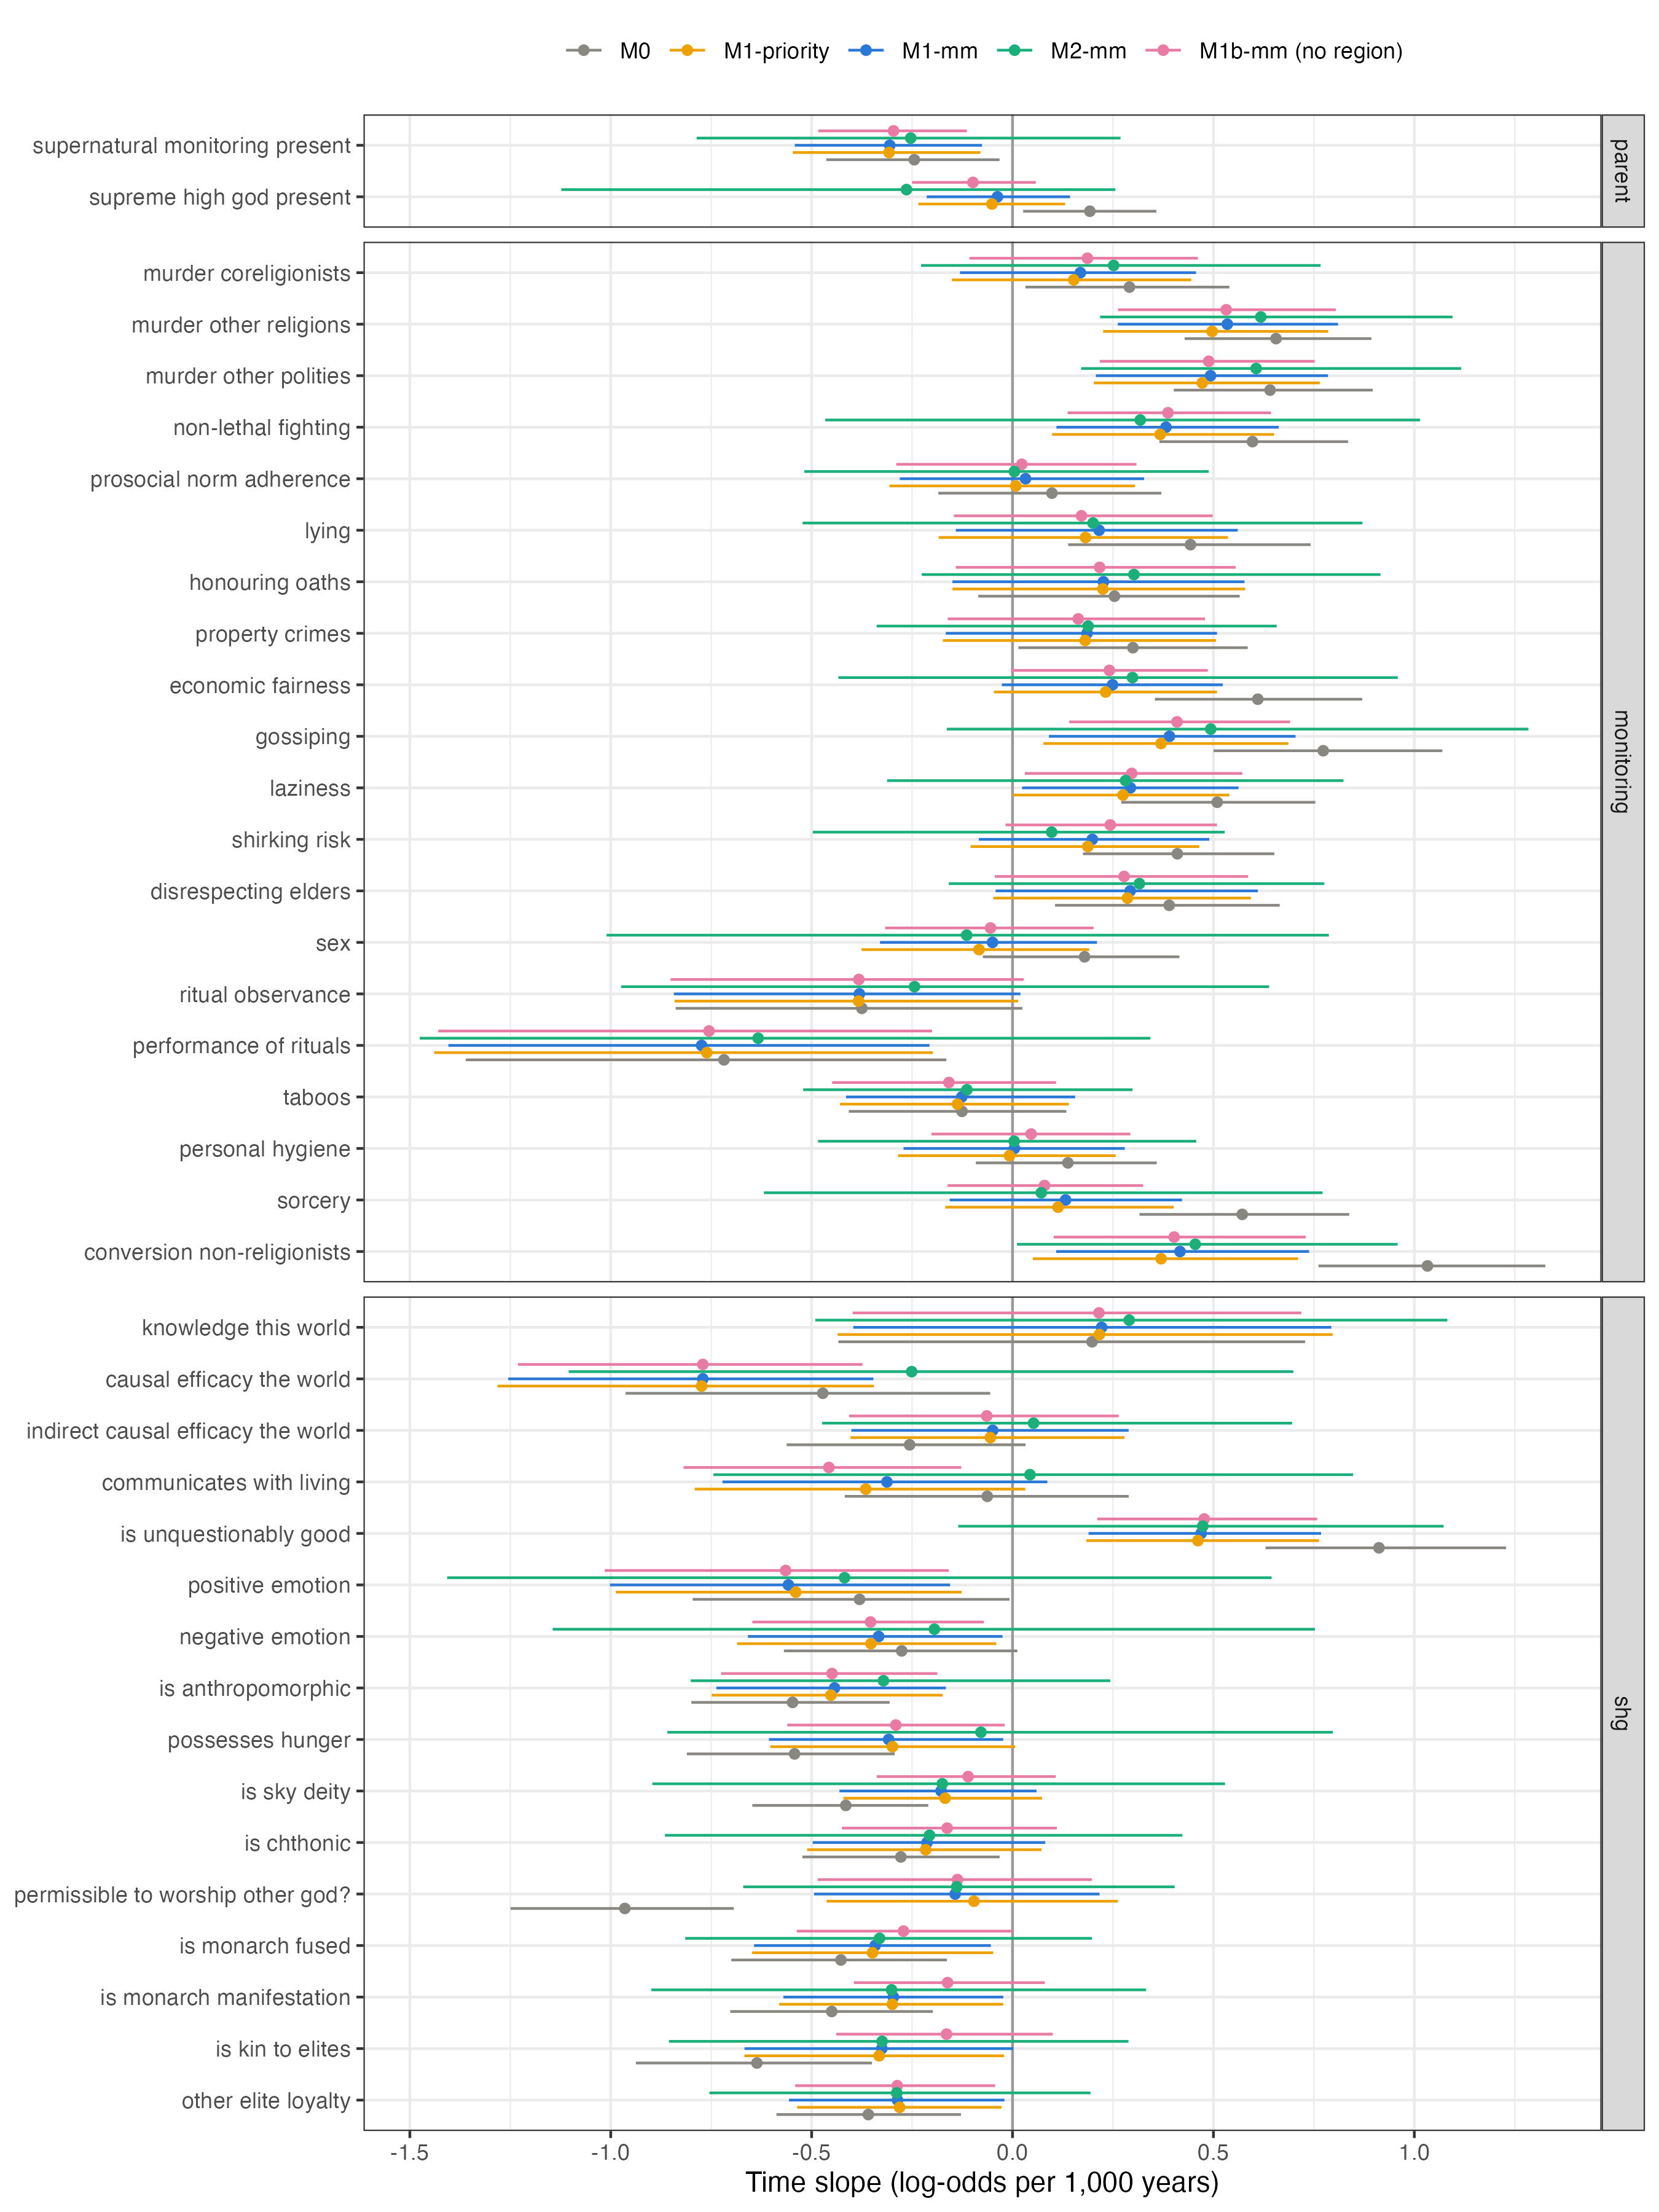 M0 M1-priority M1-mm M2-mm M1b-mm (no region)
parent
supernatural monitoring present
supreme high god present
monitoring
murder coreligionists
murder other religions
murder other polities
non-lethal fighting
prosocial norm adherence
lying
honouring oaths
property crimes
economic fairness
gossiping
laziness
shirking risk
disrespecting elders
sex
ritual observance
performance of rituals
taboos
personal hygiene
sorcery
conversion non-religionists
shg
knowledge this world
causal efficacy the world
indirect causal efficacy the world
communicates with living
is unquestionably good
positive emotion
negative emotion
is anthropomorphic
possesses hunger
is sky deity
is chthonic
permissible to worship other god?
is monarch fused
is monarch manifestation
is kin to elites
other elite loyalty
-1.5 -1.0 -0.5 0.0 0.5 1.0
Time slope (log-odds per 1,000 years)